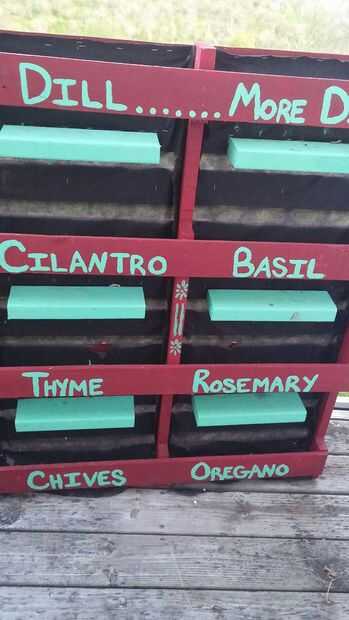 DILL....... MORE D
CILANTRO BASIL
THYME ROSEMARY
CHIVES OREGANO